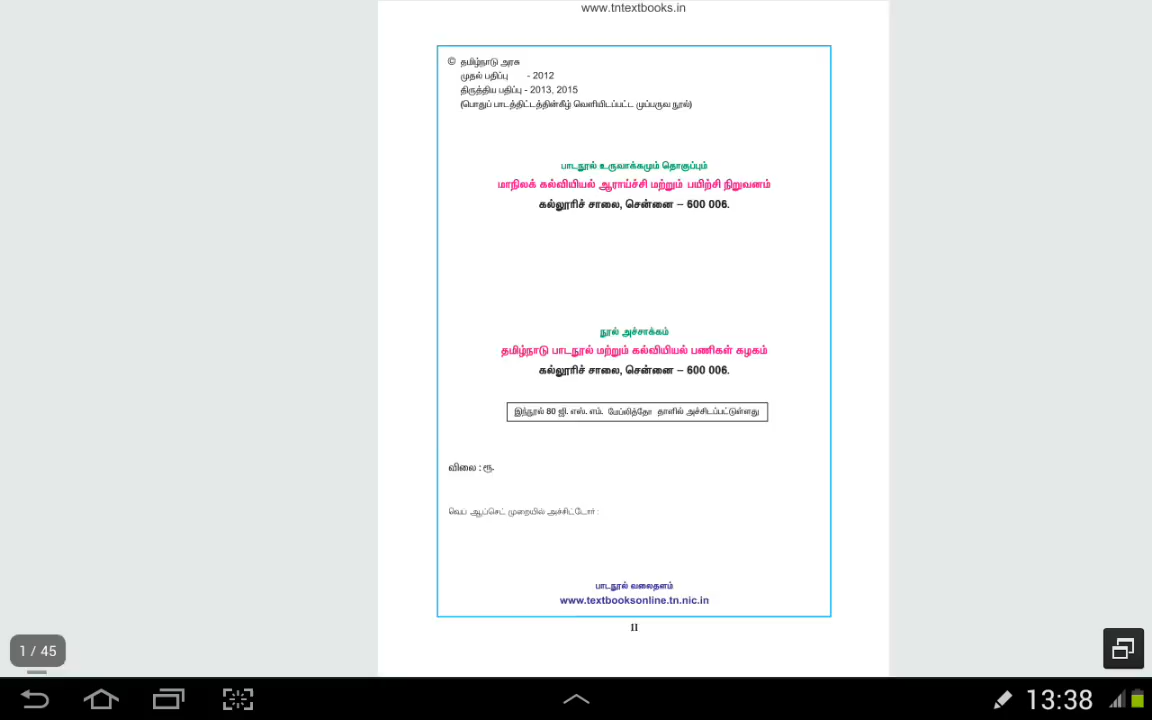 www.tntextbooks.in
© தமிழ்நாடு அரசு
முதல் பதிப்பு - 2012
திருத்திய பதிப்பு - 2013, 2015
(பொதுப் பாடத்திட்டத்தின்கீழ் வெளியிடப்பட்ட முப்பருவ நூல்)
பாடநூல் உருவாக்கமும் தொகுப்பும்
மாநிலக் கல்வியியல் ஆராய்ச்சி மற்றும் பயிற்சி நிறுவனம்
கல்லூரிச் சாலை, சென்னை – 600 006.
நூல் அச்சாக்கம்
தமிழ்நாடு பாடநூல் மற்றும் கல்வியியல் பணிகள் கழகம்
கல்லூரிச் சாலை, சென்னை – 600 006.
இந்நூல் 80 ஜி. எஸ். எம். மேப்லித்தோ தாளில் அச்சிடப்பட்டுள்ளது
விலை : ரூ.
வெப் ஆப்செட் முறையில் அச்சிட்டோர் :
பாடநூல் வலைதளம்
www.textbooksonline.tn.nic.in
II
1 / 45
13:38